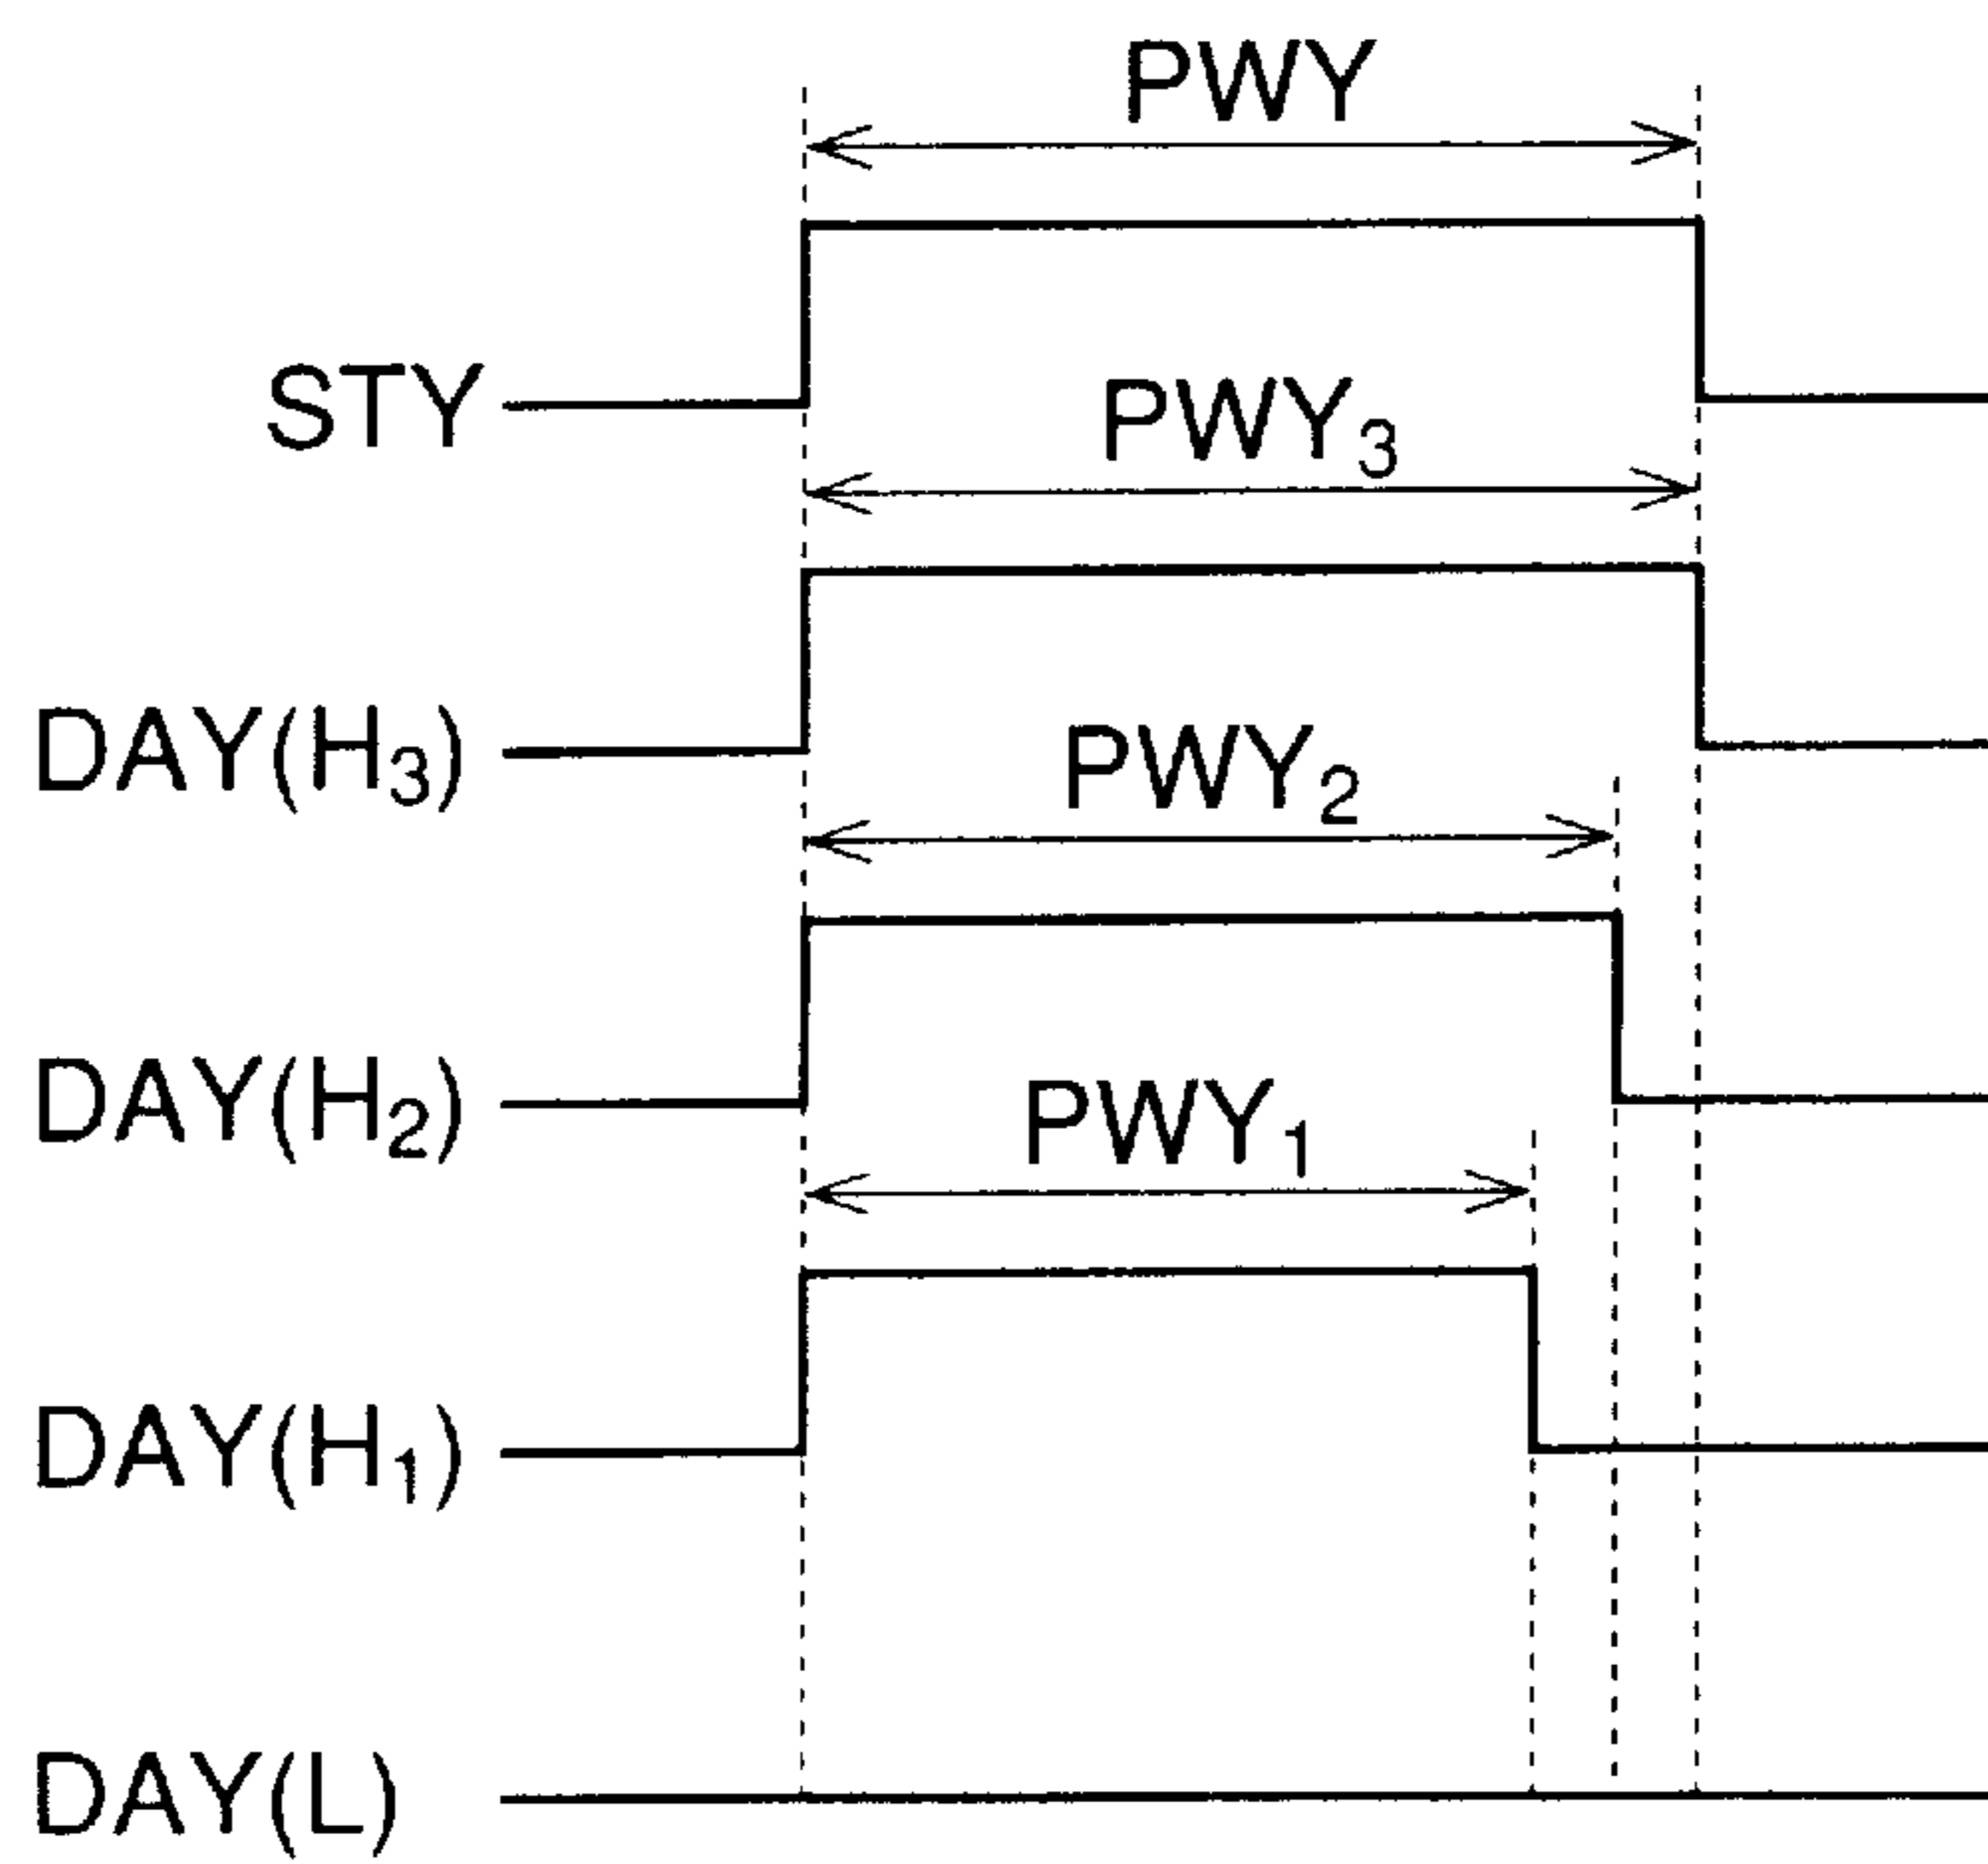 PWY
STY
PWY₃
DAY(H₃)
PWY₂
DAY(H₂)
PWY₁
DAY(H₁)
DAY(L)